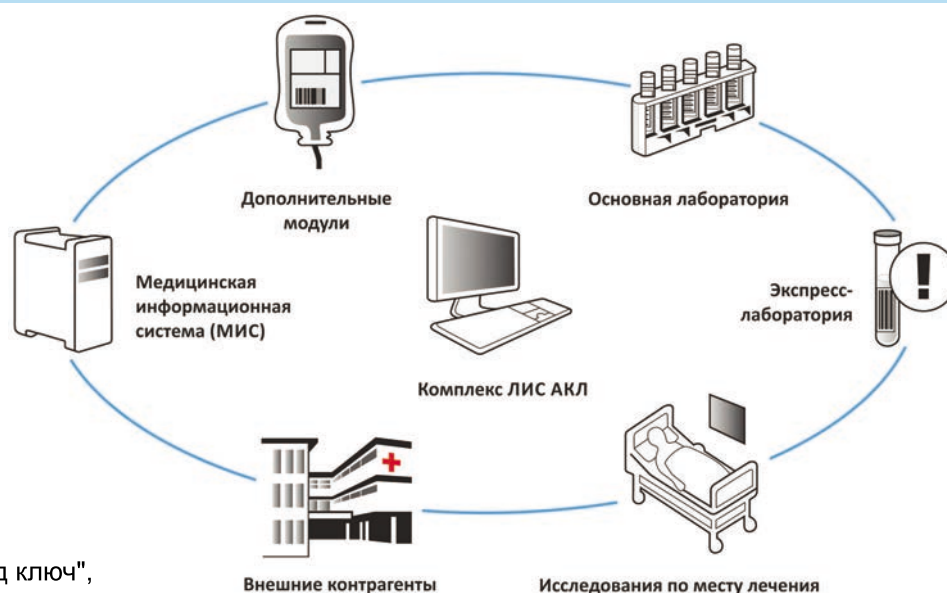 Дополнительные
модули
Основная лаборатория
Медицинская
информационная
система (МИС)
Экспресс-
лаборатория
!
Комплекс ЛИС АКЛ
Внешние контрагенты
Исследования по месту лечения
д ключ",